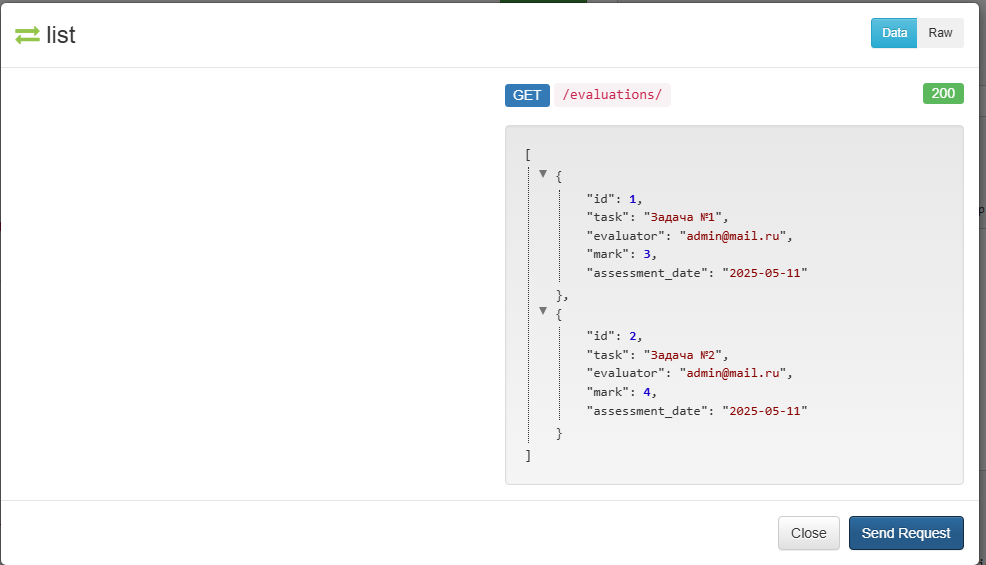 list
Data Raw
GET /evaluations/ 200
[
{
"id": 1,
"task": "Задача №1",
"evaluator": "admin@mail.ru",
"mark": 3,
"assessment_date": "2025-05-11"
},
{
"id": 2,
"task": "Задача №2",
"evaluator": "admin@mail.ru",
"mark": 4,
"assessment_date": "2025-05-11"
}
]
Close Send Request